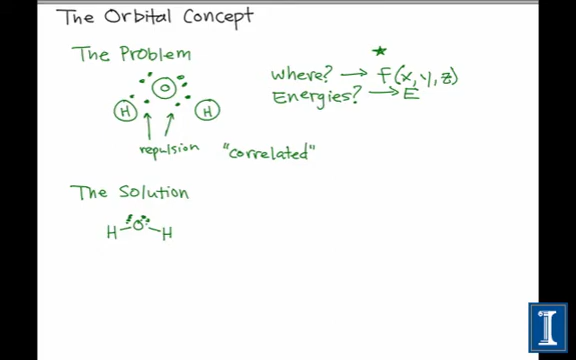 The Orbital Concept
The Problem
★
where? → f(x,y,z)
Energies? → E
O
H H
repulsion "correlated"
The Solution
H-O-H
I